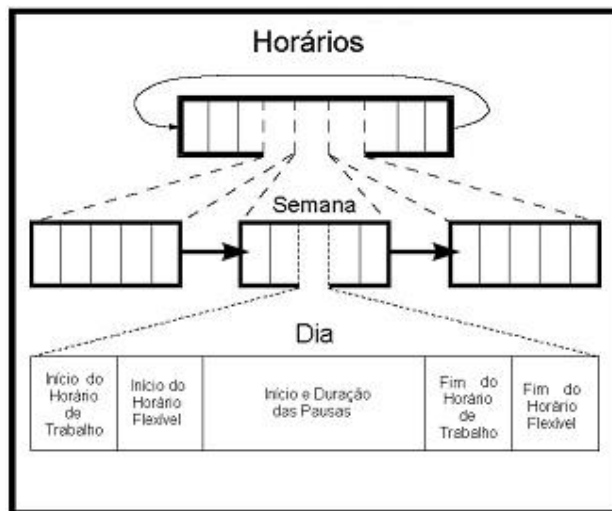 Horários
Semana
Dia
Início do
Horário
de
Trabalho
Início do
Horário
Flexível
Início e Duração
das Pausas
Fim do
Horário
de
Trabalho
Fim do
Horário
Flexível